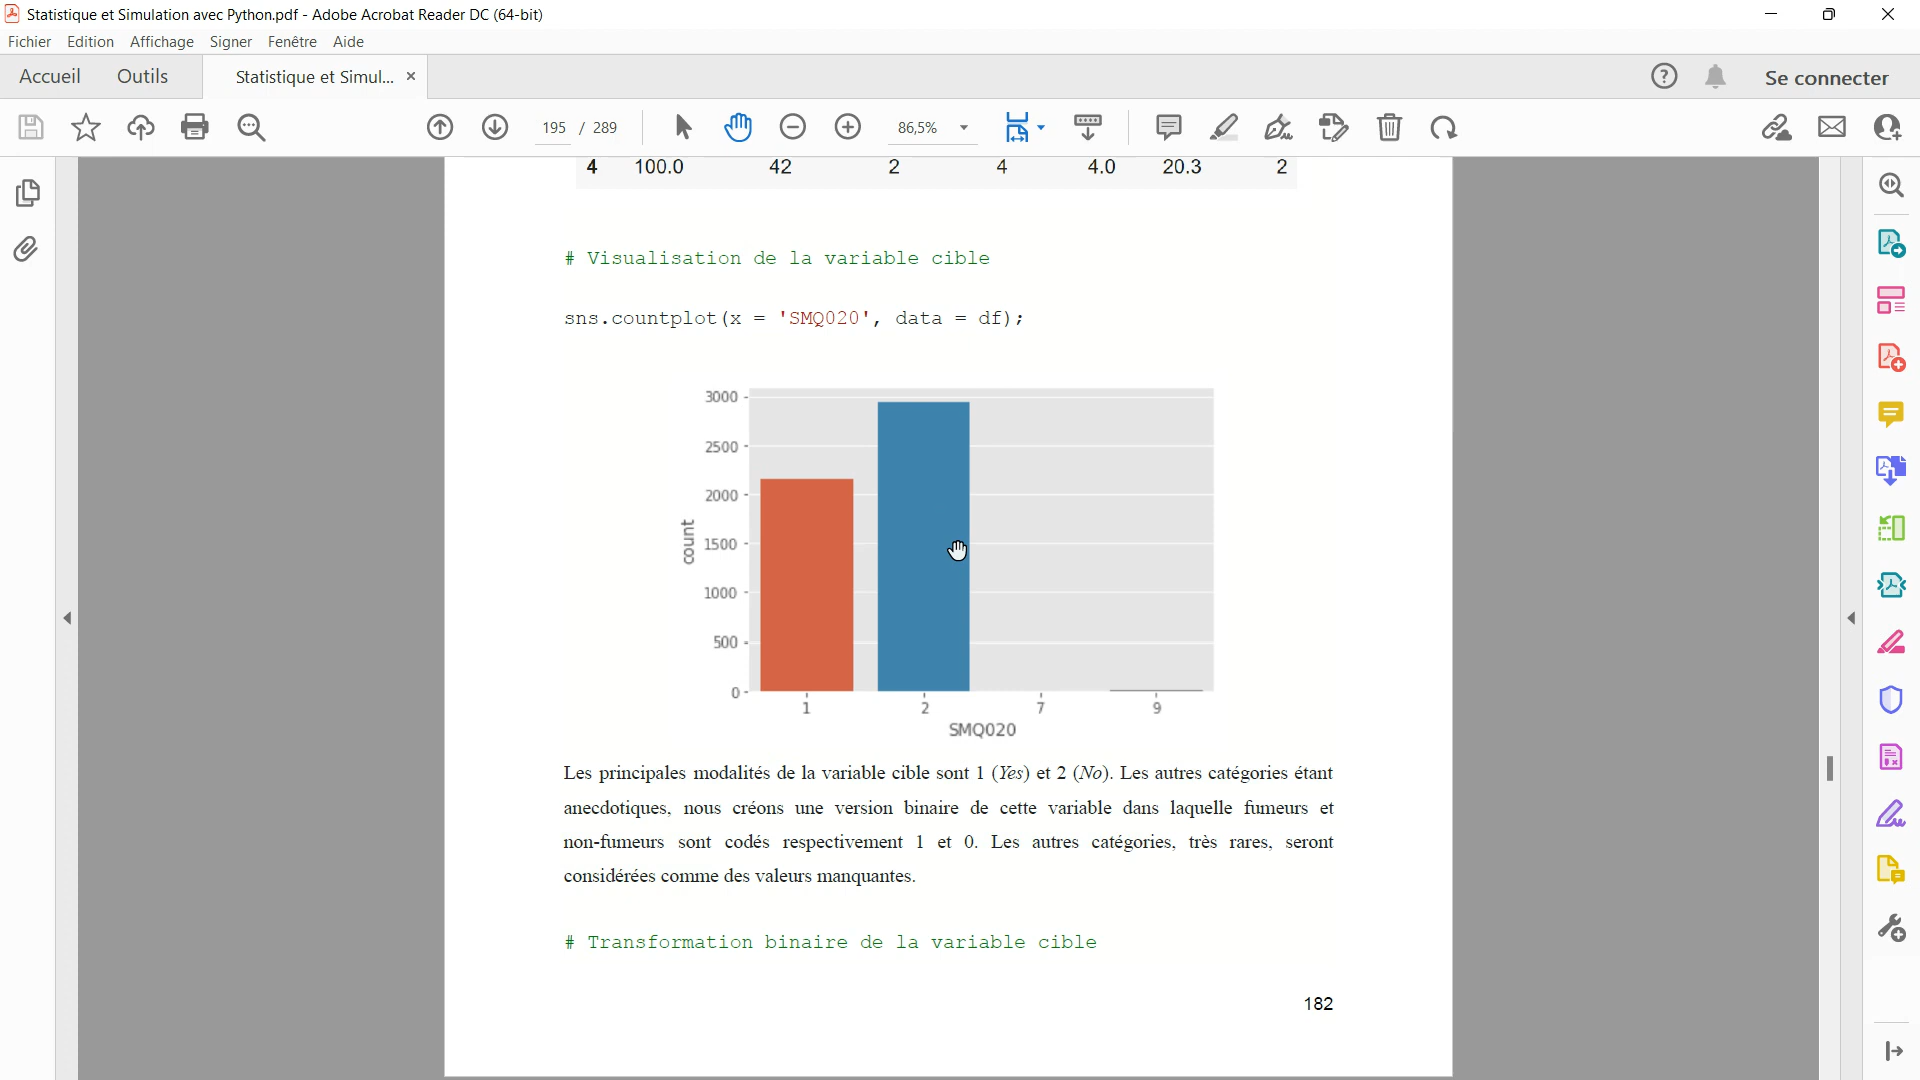 Statistique et Simulation avec Python.pdf - Adobe Acrobat Reader DC (64-bit)
Fichier Edition Affichage Signer Fenêtre Aide
Accueil Outils Statistique et Simul... × Se connecter
195 / 289 86,5%
4 100.0 42 2 4 4.0 20.3 2
# Visualisation de la variable cible
sns.countplot(x = 'SMQ020', data = df);
3000
2500
2000
1500
1000
500
0
count
1 2 7 9
SMQ020
Les principales modalités de la variable cible sont 1 (Yes) et 2 (No). Les autres catégories étant
anecdotiques, nous créons une version binaire de cette variable dans laquelle fumeurs et
non-fumeurs sont codés respectivement 1 et 0. Les autres catégories, très rares, seront
considérées comme des valeurs manquantes.
# Transformation binaire de la variable cible
182